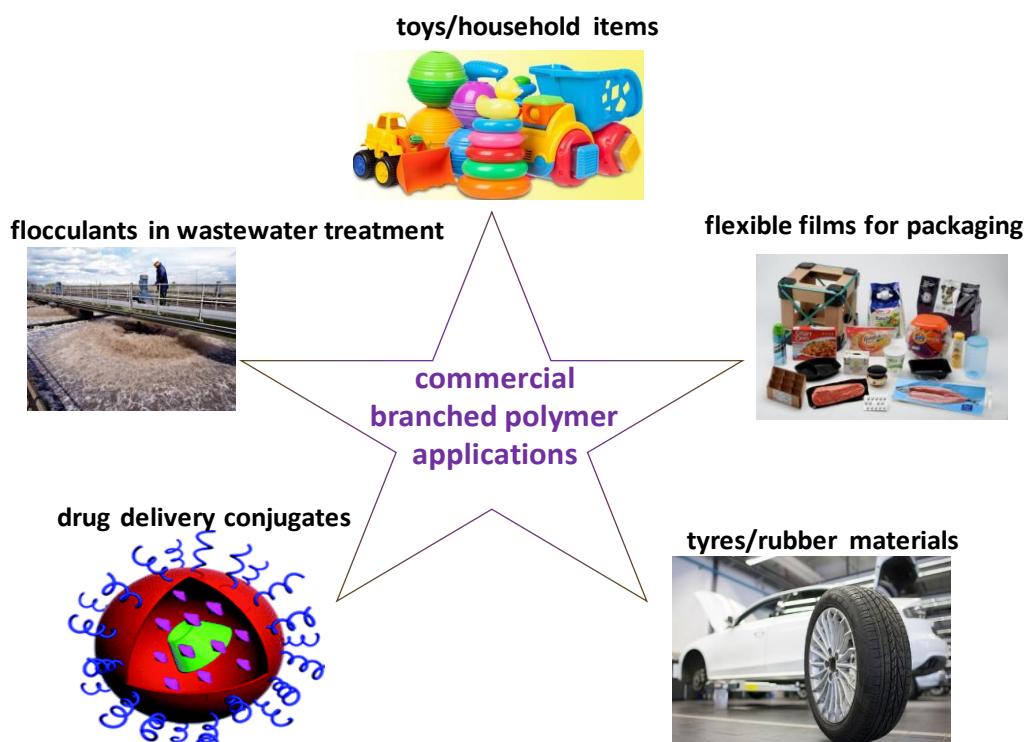 toys/household items
flocculants in wastewater treatment
flexible films for packaging
commercial
branched polymer
applications
drug delivery conjugates
tyres/rubber materials